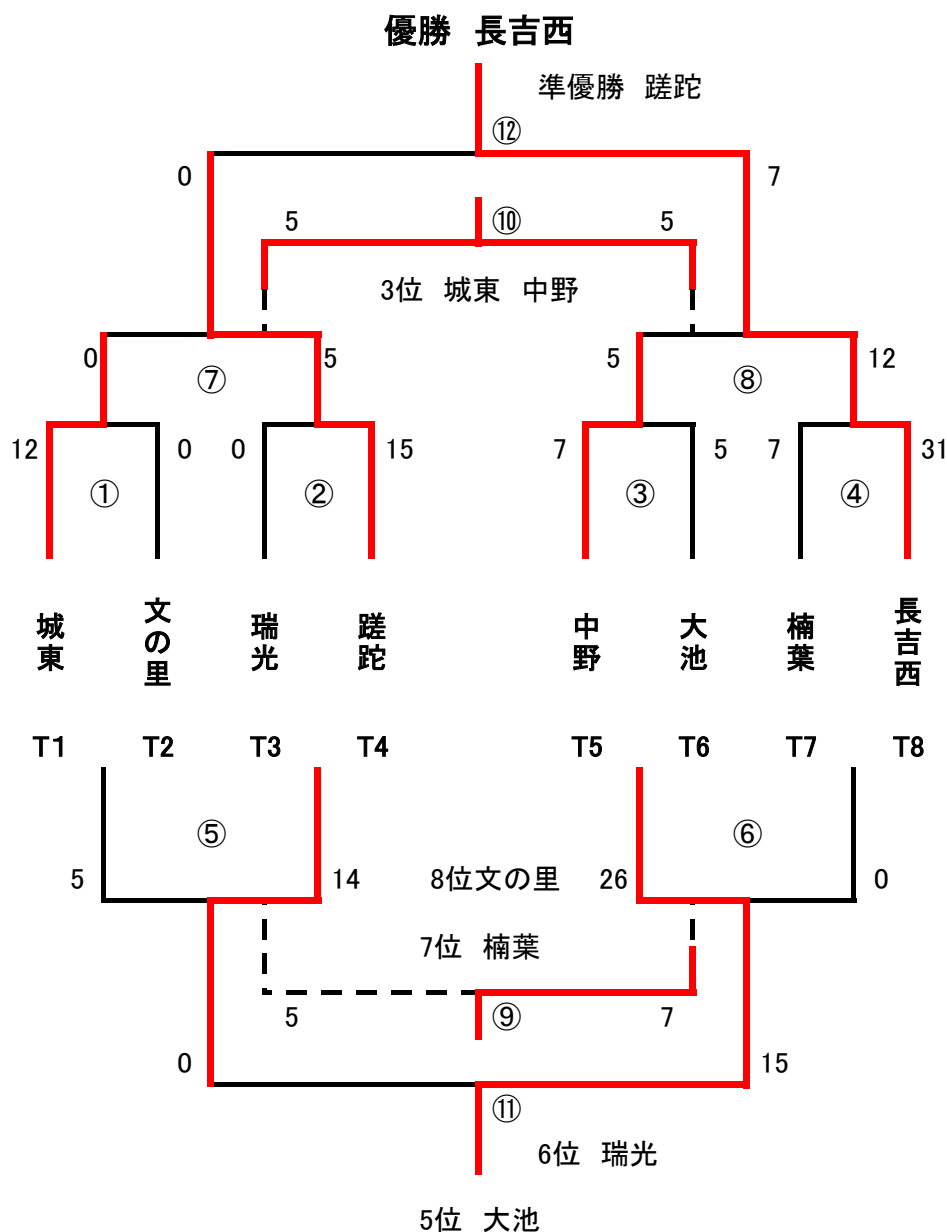 優勝 長吉西
準優勝 蹉跎
⑫
0 7
5 ⑩ 5
3位 城東 中野
0 5 5 12
⑦ ⑧
12 0 0 15 7 5 7 31
① ② ③ ④
城東 文の里 瑞光 蹉跎 中野 大池 楠葉 長吉西
T1 T2 T3 T4 T5 T6 T7 T8
⑤ ⑥
5 14 8位文の里 26 0
7位 楠葉
5 ⑨ 7
0 15
⑪
6位 瑞光
5位 大池